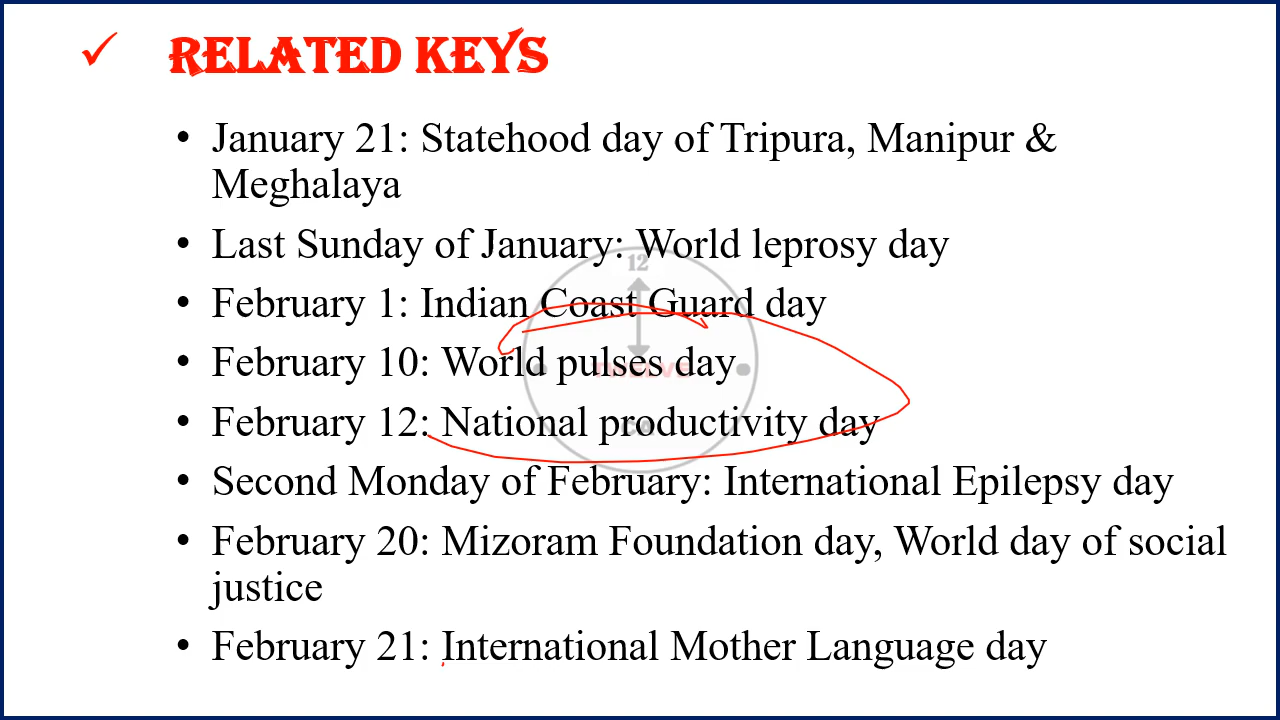 ✓ RELATED KEYS
• January 21: Statehood day of Tripura, Manipur &
Meghalaya
• Last Sunday of January: World leprosy day
• February 1: Indian Coast Guard day
• February 10: World pulses day
• February 12: National productivity day
• Second Monday of February: International Epilepsy day
• February 20: Mizoram Foundation day, World day of social
justice
• February 21: International Mother Language day
12